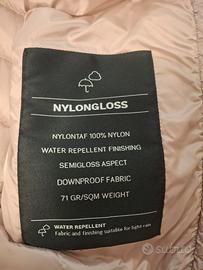 NYLONGLOSS
NYLONTAF 100% NYLON
WATER REPELLENT FINISHING
SEMIGLOSS ASPECT
DOWNPROOF FABRIC
71 GR/SQM WEIGHT
WATER REPELLENT
Fabric and finishing suitable for light rain
SUBITO